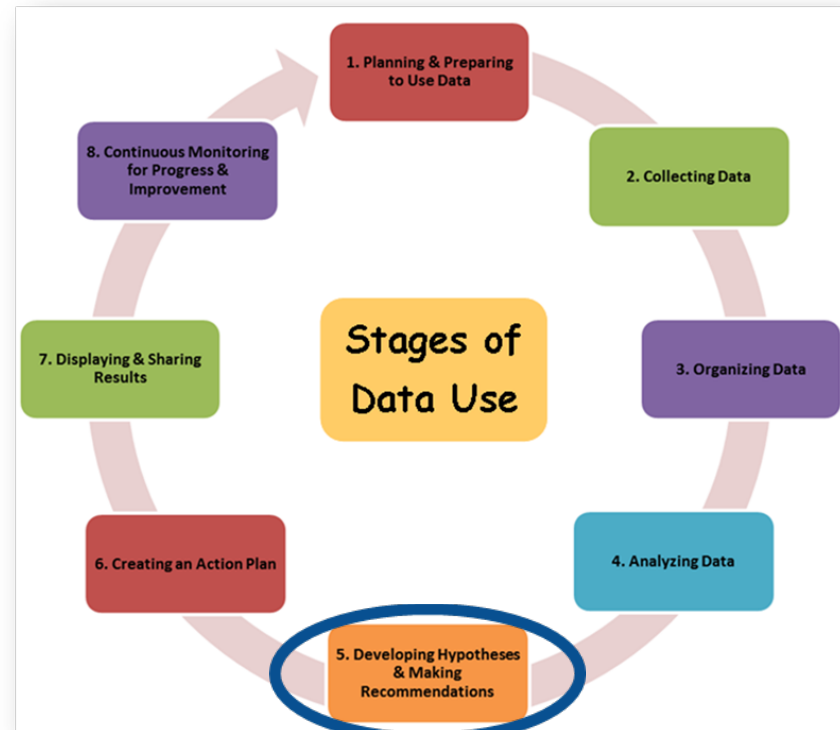 1. Planning & Preparing
to Use Data
2. Collecting Data
3. Organizing Data
4. Analyzing Data
5. Developing Hypotheses
& Making
Recommendations
6. Creating an Action Plan
7. Displaying & Sharing
Results
8. Continuous Monitoring
for Progress &
Improvement
Stages of
Data Use